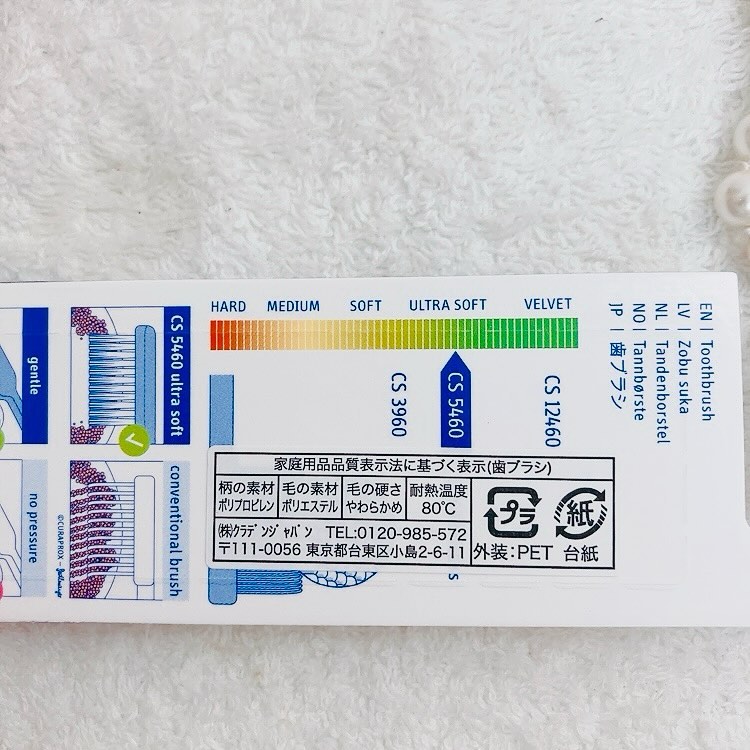 HARD MEDIUM SOFT ULTRA SOFT VELVET
CS 3960
CS 5460
CS 12460
EN | Toothbrush
LV | Zobu suka
NL | Tandenborstel
NO | Tannbørste
JP | 歯ブラシ
gentle
CS 5460 ultra soft
no pressure
conventional brush
©CURAPROX
家庭用品品質表示法に基づく表示(歯ブラシ)
柄の素材 毛の素材 毛の硬さ 耐熱温度
ポリプロピレン ポリエステル やわらかめ 80℃
㈱クラデンジャパン TEL:0120-985-572
〒111-0056 東京都台東区小島2-6-11
プラ 紙
外装:PET 台紙